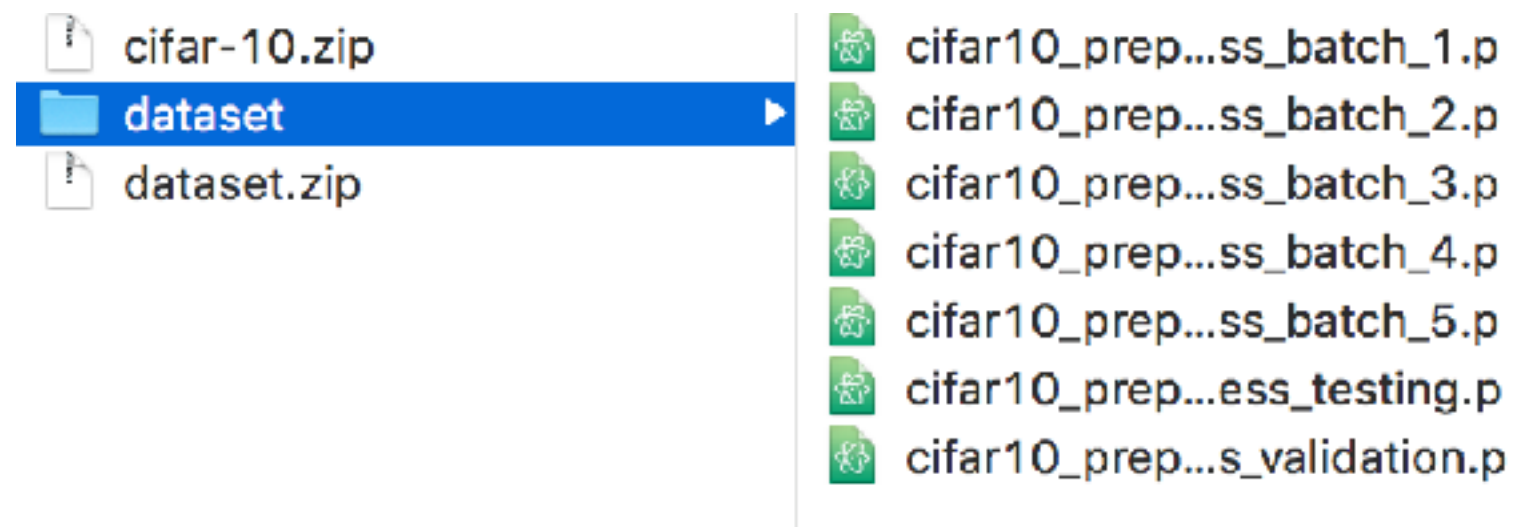 cifar-10.zip
dataset
dataset.zip
cifar10_prep...ss_batch_1.p
cifar10_prep...ss_batch_2.p
cifar10_prep...ss_batch_3.p
cifar10_prep...ss_batch_4.p
cifar10_prep...ss_batch_5.p
cifar10_prep...ess_testing.p
cifar10_prep...s_validation.p